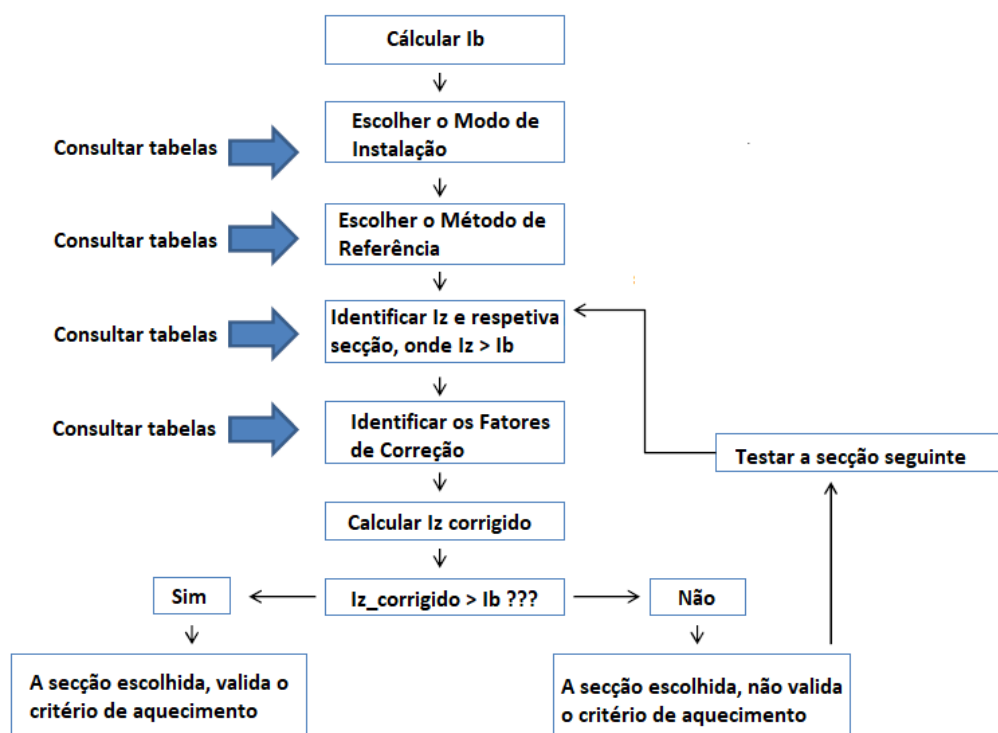 Cálcular Ib
Escolher o Modo de
Instalação
Consultar tabelas
Escolher o Método de
Referência
Consultar tabelas
Identificar Iz e respetiva
secção, onde Iz > Ib
Consultar tabelas
Identificar os Fatores
de Correção
Consultar tabelas
Testar a secção seguinte
Calcular Iz corrigido
Sim
Iz_corrigido > Ib ???
Não
A secção escolhida, valida o
critério de aquecimento
A secção escolhida, não valida
o critério de aquecimento